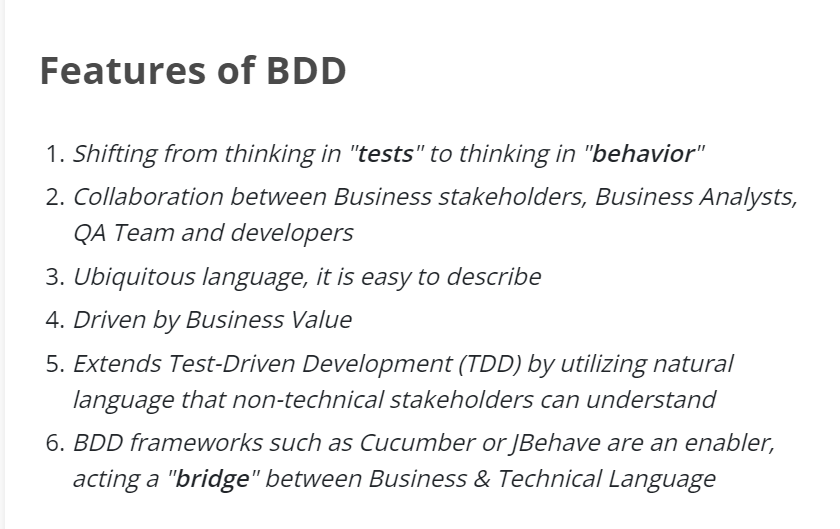 Features of BDD
1. Shifting from thinking in "tests" to thinking in "behavior"
2. Collaboration between Business stakeholders, Business Analysts,
QA Team and developers
3. Ubiquitous language, it is easy to describe
4. Driven by Business Value
5. Extends Test-Driven Development (TDD) by utilizing natural
language that non-technical stakeholders can understand
6. BDD frameworks such as Cucumber or JBehave are an enabler,
acting a "bridge" between Business & Technical Language